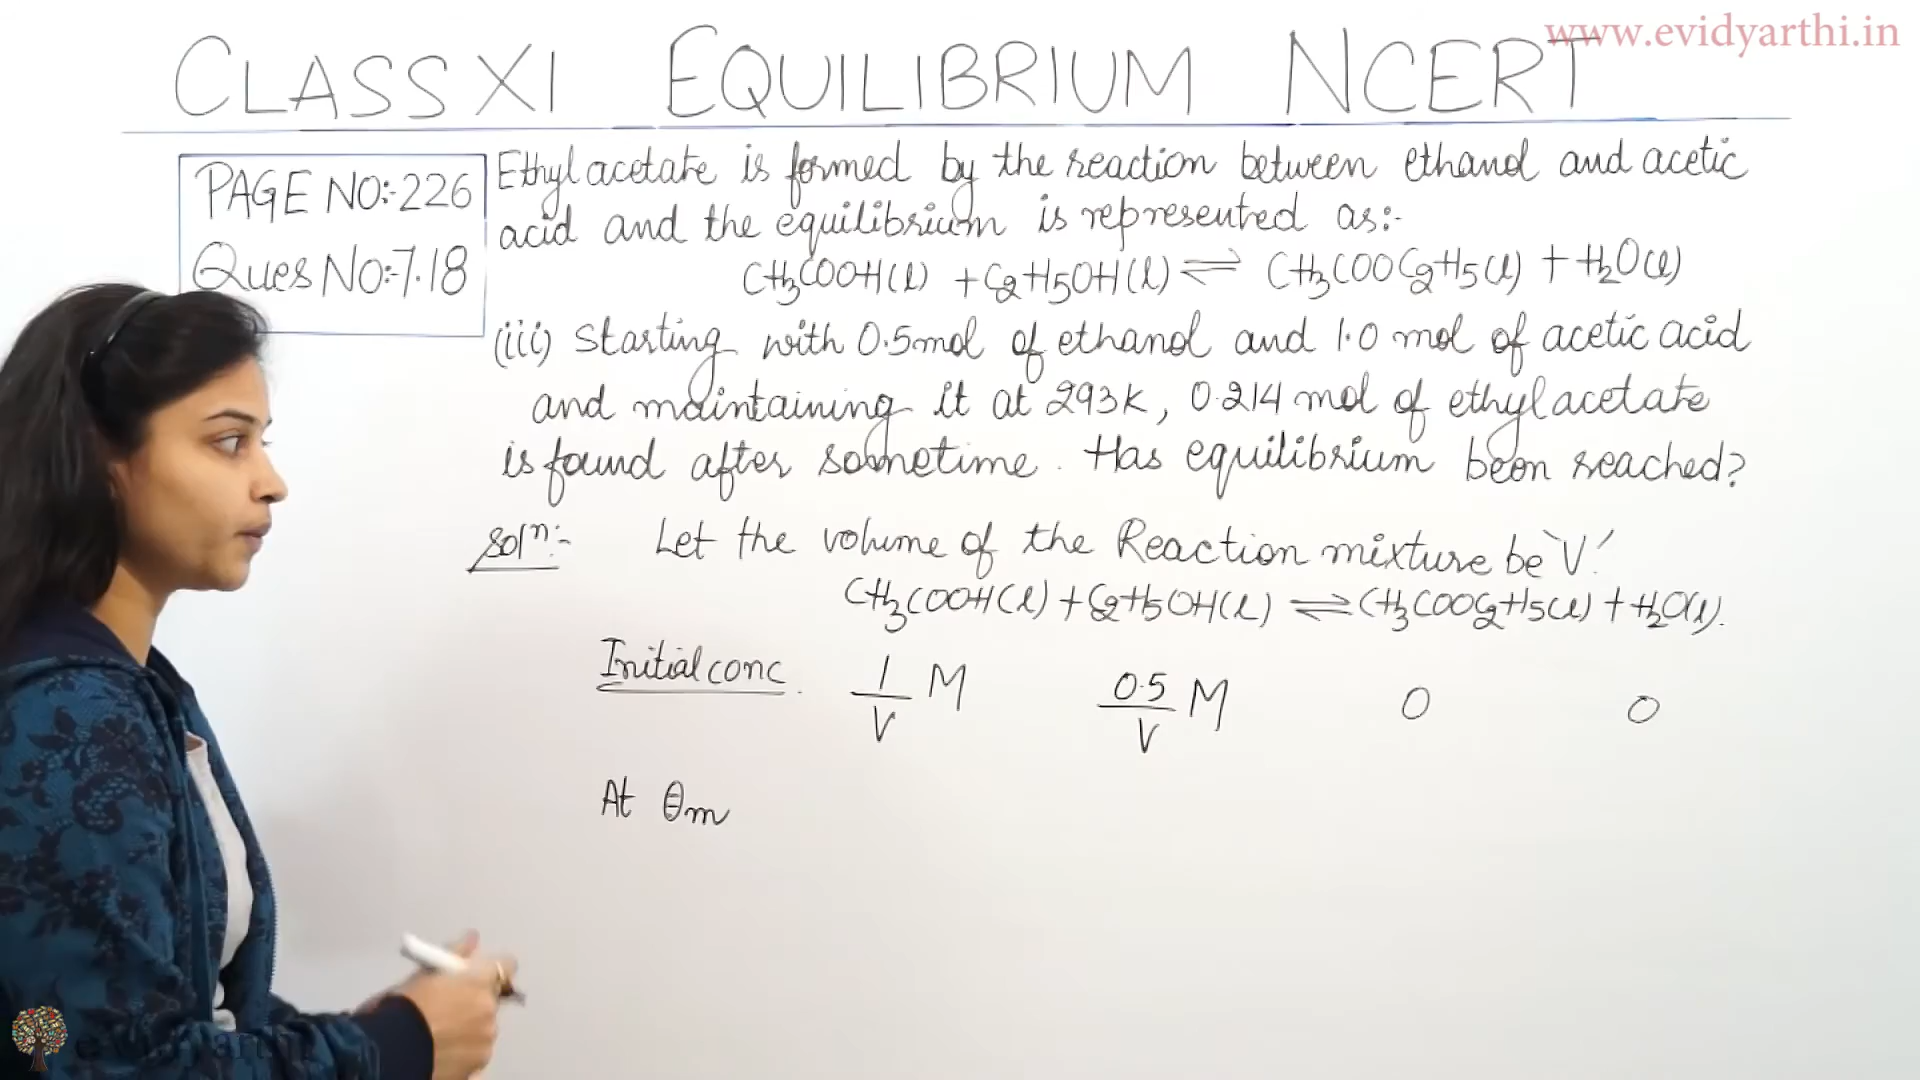 www.evidyarthi.in
CLASS XI EQUILIBRIUM NCERT
PAGE NO:-226
Ques NO:-7.18
Ethyl acetate is formed by the reaction between ethanol and acetic
acid and the equilibrium is represented as:-
CH3COOH(l) + C2H5OH(l) ⇌ CH3COOC2H5(l) + H2O(l)
(iii) Starting with 0.5mol of ethanol and 1.0 mol of acetic acid
and maintaining it at 293K, 0.214 mol of ethyl acetate
is found after sometime. Has equilibrium been reached?
Solⁿ:- Let the volume of the Reaction mixture be 'V'
CH3COOH(l) + C2H5OH(l) ⇌ CH3COOC2H5(l) + H2O(l).
Initial conc. 1/V M 0.5/V M 0 0
At θm